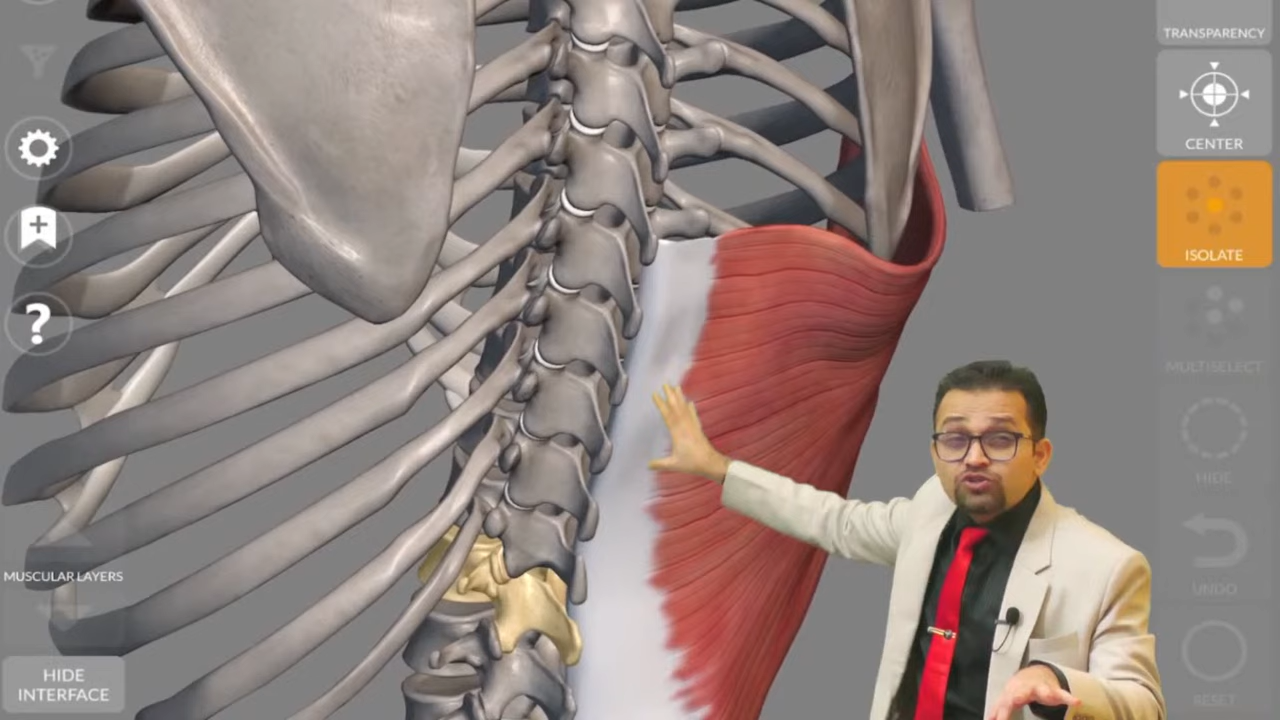 TRANSPARENCY
CENTER
ISOLATE
MULTISELECT
HIDE
MUSCULAR LAYERS
UNDO
HIDE
INTERFACE
RESET